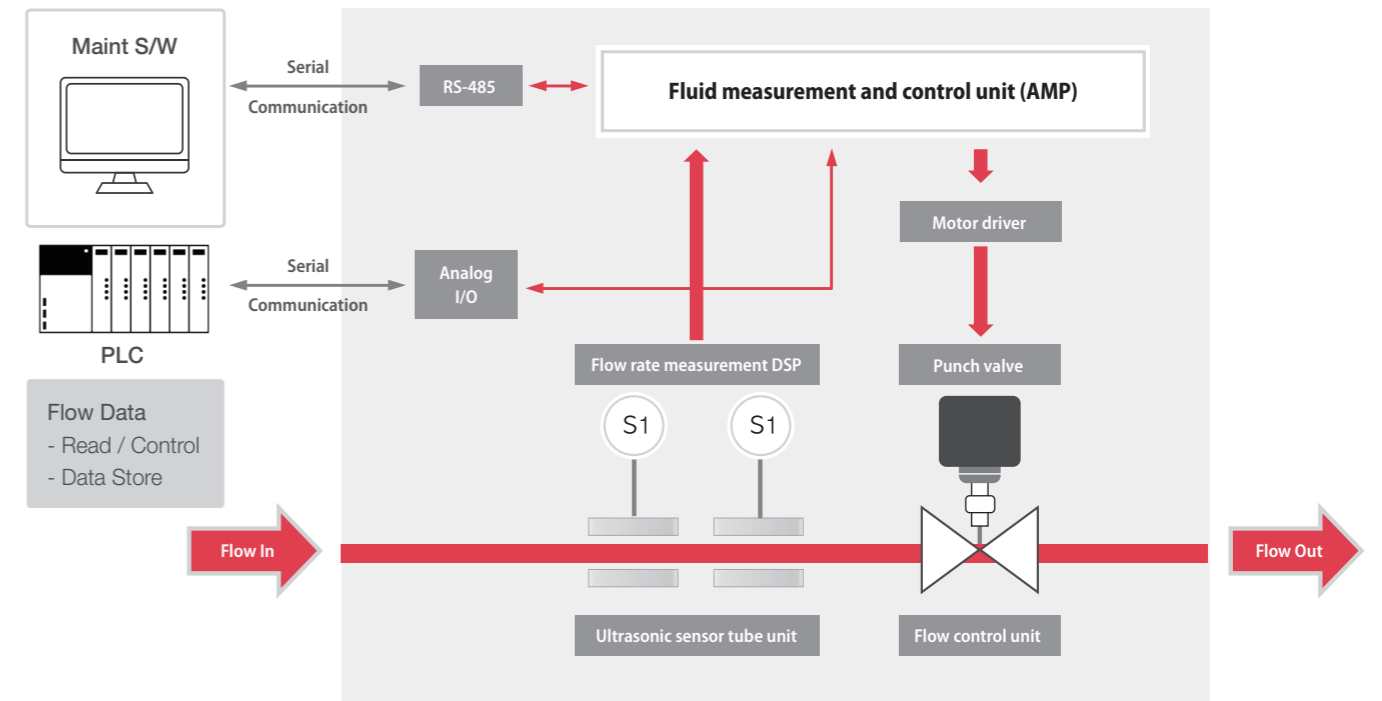 Maint S/W
Serial
Communication
RS-485
Fluid measurement and control unit (AMP)
Motor driver
Serial
Communication
Analog
I/O
PLC
Flow rate measurement DSP
Punch valve
Flow Data
- Read / Control
- Data Store
S1
S1
Flow In
Flow Out
Ultrasonic sensor tube unit
Flow control unit